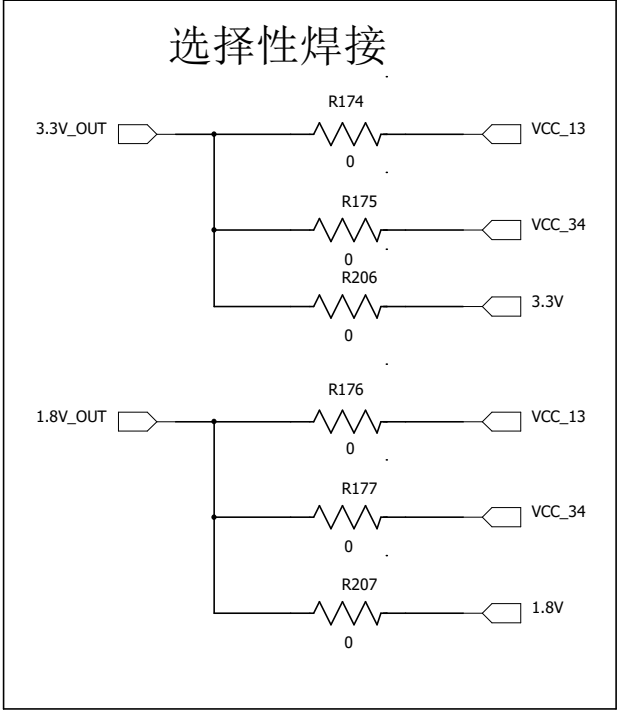 选择性焊接
R174
3.3V_OUT
VCC_13
0
R175
VCC_34
0
R206
3.3V
0
R176
1.8V_OUT
VCC_13
0
R177
VCC_34
0
R207
1.8V
0